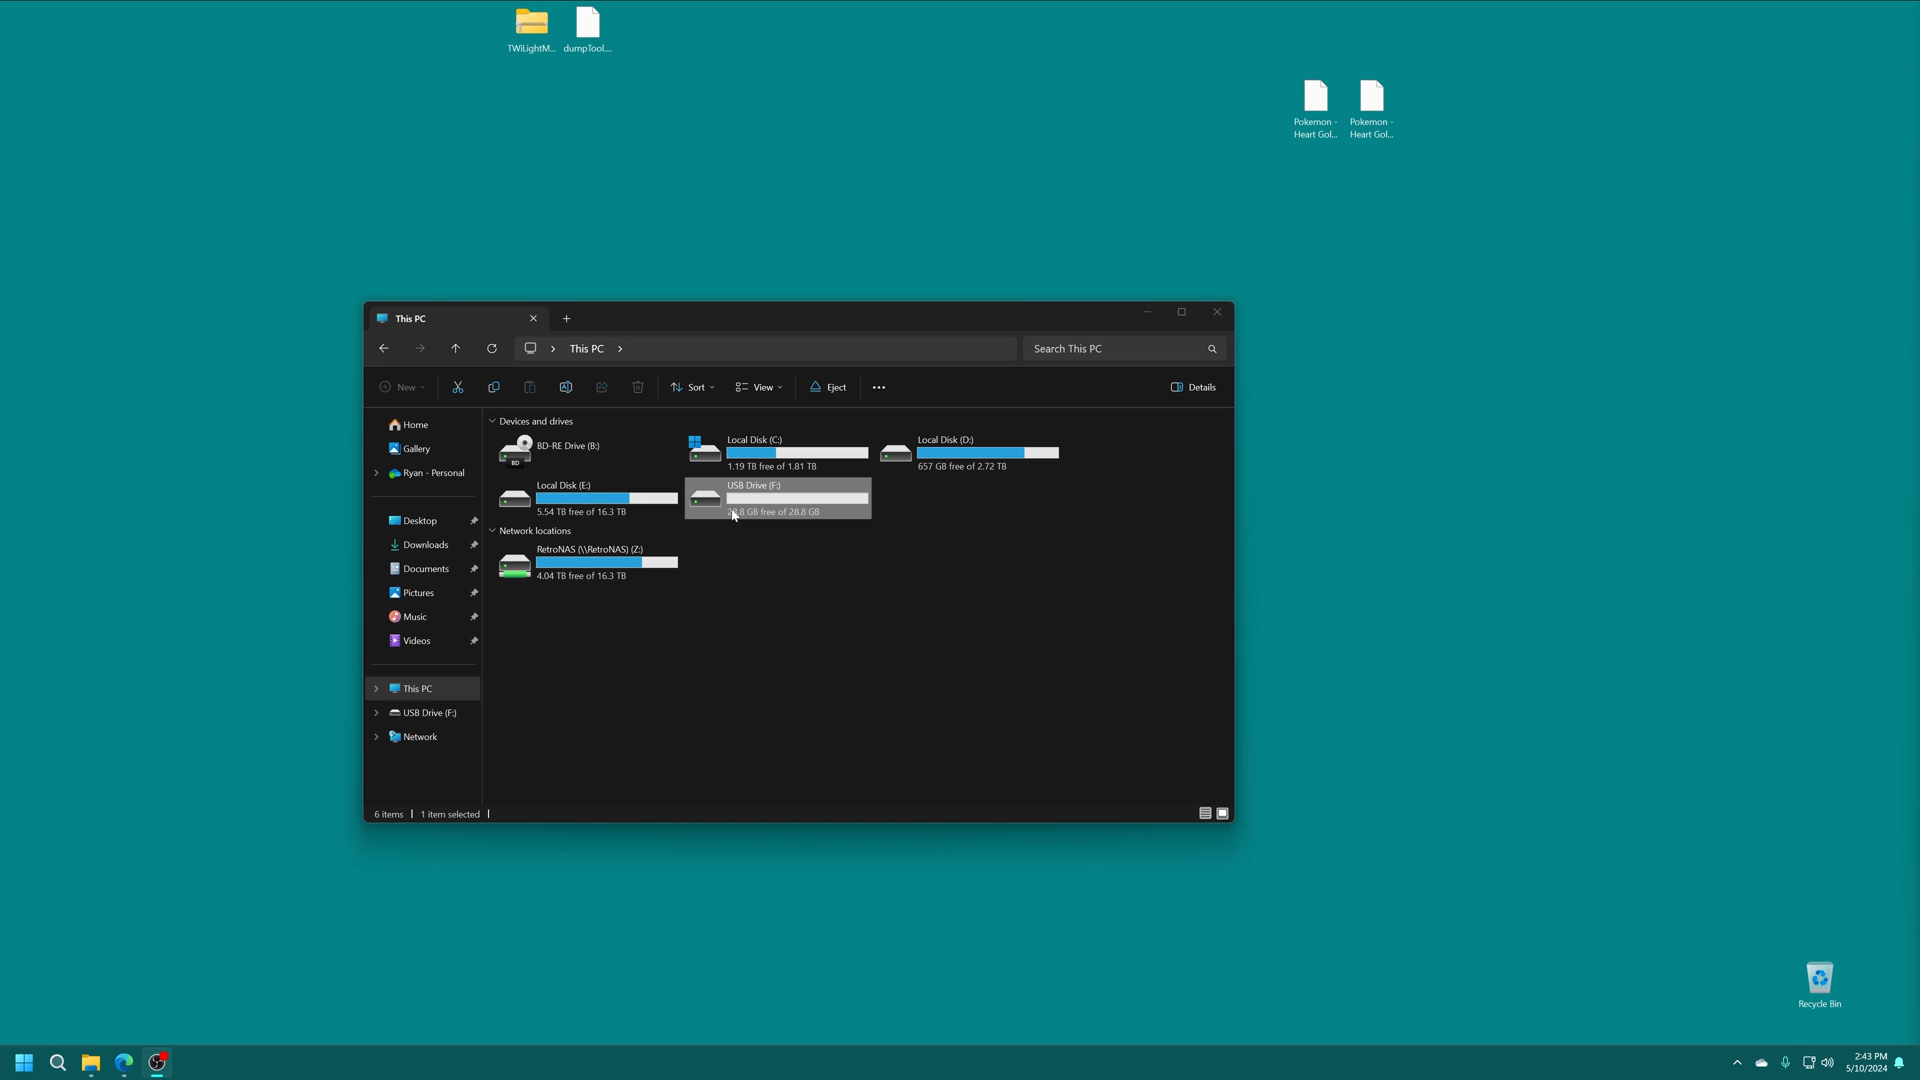 TWiLightM...
dumpTool....
Pokemon -
Heart Gol...
Pokemon -
Heart Gol...
This PC
This PC
Search This PC
New
Sort
View
Eject
Details
Home
Gallery
Ryan - Personal
Desktop
Downloads
Documents
Pictures
Music
Videos
This PC
USB Drive (F:)
Network
Devices and drives
BD-RE Drive (B:)
BD
Local Disk (C:)
1.19 TB free of 1.81 TB
Local Disk (D:)
657 GB free of 2.72 TB
Local Disk (E:)
5.54 TB free of 16.3 TB
USB Drive (F:)
28.8 GB free of 28.8 GB
Network locations
RetroNAS (\\RetroNAS) (Z:)
4.04 TB free of 16.3 TB
6 items
1 item selected
Recycle Bin
2:43 PM
5/10/2024